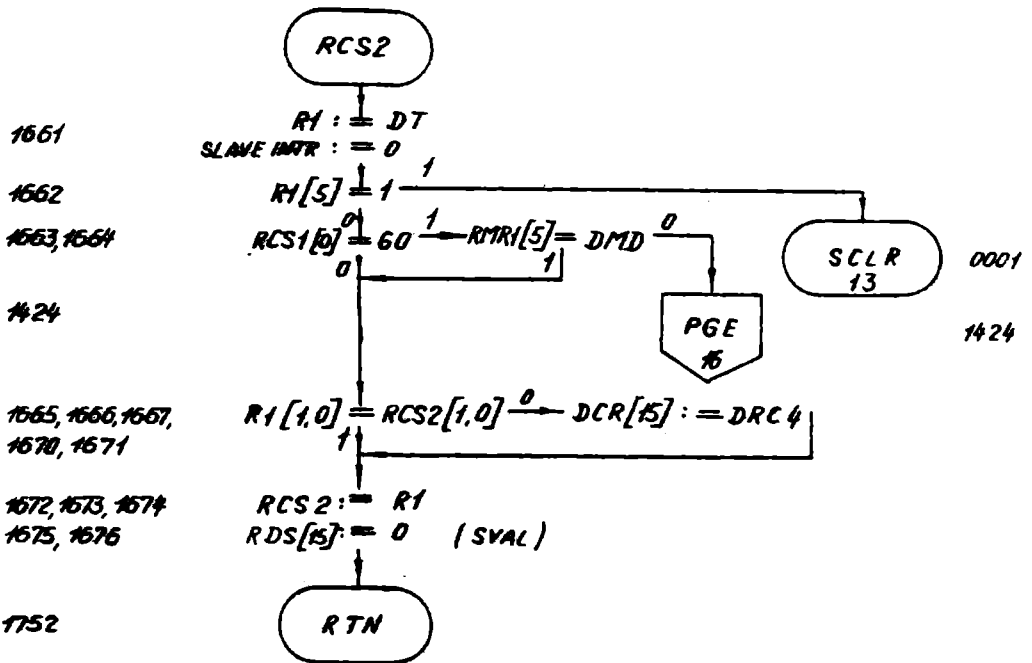 RCS2
1661 R1 := DT
SLAVE INTR := 0
1662 R1[5] = 1 1
0
1663, 1664 RCS1[0] = 60 1 RMR1[5] = DMD 0
0 1
SCLR 0001
13
1424 PGE 1424
16
1665, 1666, 1667, R1[1,0] = RCS2[1,0] 0 DCR[15] := DRC4
1670, 1671 1
1672, 1673, 1674 RCS2 := R1
1675, 1676 RDS[15] := 0 (SVAL)
1752 RTN